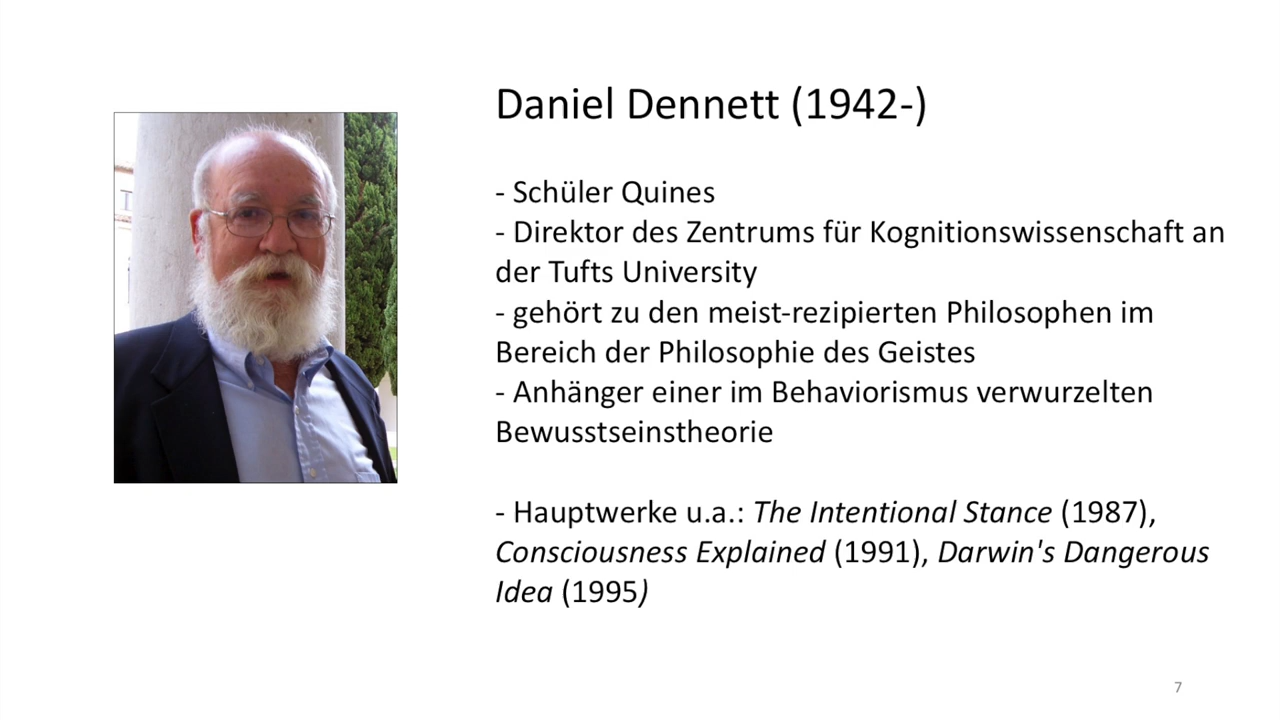 Daniel Dennett (1942-)
- Schüler Quines
- Direktor des Zentrums für Kognitionswissenschaft an
der Tufts University
- gehört zu den meist-rezipierten Philosophen im
Bereich der Philosophie des Geistes
- Anhänger einer im Behaviorismus verwurzelten
Bewusstseinstheorie
- Hauptwerke u.a.: The Intentional Stance (1987),
Consciousness Explained (1991), Darwin's Dangerous
Idea (1995)
7